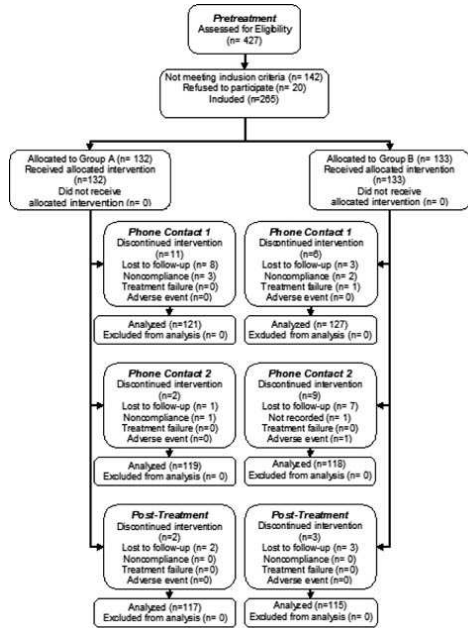 Pretreatment
Assessed for Eligibility
(n= 427)
Not meeting inclusion criteria (n= 142)
Refused to participate (n= 20)
Included (n=265)
Allocated to Group A (n= 132)
Received allocated intervention
(n=132)
Did not receive
allocated intervention (n= 0)
Allocated to Group B (n= 133)
Received allocated intervention
(n=133)
Did not receive
allocated intervention (n= 0)
Phone Contact 1
Discontinued intervention
(n=11)
Lost to follow-up (n= 8)
Noncompliance (n= 3)
Treatment failure (n=0)
Adverse event (n=0)
Analyzed (n=121)
Excluded from analysis (n= 0)
Phone Contact 1
Discontinued intervention
(n=6)
Lost to follow-up (n= 3)
Noncompliance (n= 2)
Treatment failure (n= 1)
Adverse event (n= 0)
Analyzed (n= 127)
Excluded from analysis (n= 0)
Phone Contact 2
Discontinued intervention
(n=2)
Lost to follow-up (n= 1)
Noncompliance (n= 1)
Treatment failure (n=0)
Adverse event (n=0)
Analyzed (n=119)
Excluded from analysis (n= 0)
Phone Contact 2
Discontinued intervention
(n=9)
Lost to follow-up (n= 7)
Not recorded (n= 1)
Treatment failure (n=0)
Adverse event (n=1)
Analyzed (n=118)
Excluded from analysis (n= 0)
Post-Treatment
Discontinued intervention
(n=2)
Lost to follow-up (n= 2)
Noncompliance (n= 0)
Treatment failure (n=0)
Adverse event (n=0)
Analyzed (n=117)
Excluded from analysis (n= 0)
Post-Treatment
Discontinued intervention
(n=3)
Lost to follow-up (n= 3)
Noncompliance (n= 0)
Treatment failure (n=0)
Adverse event (n=0)
Analyzed (n=115)
Excluded from analysis (n= 0)